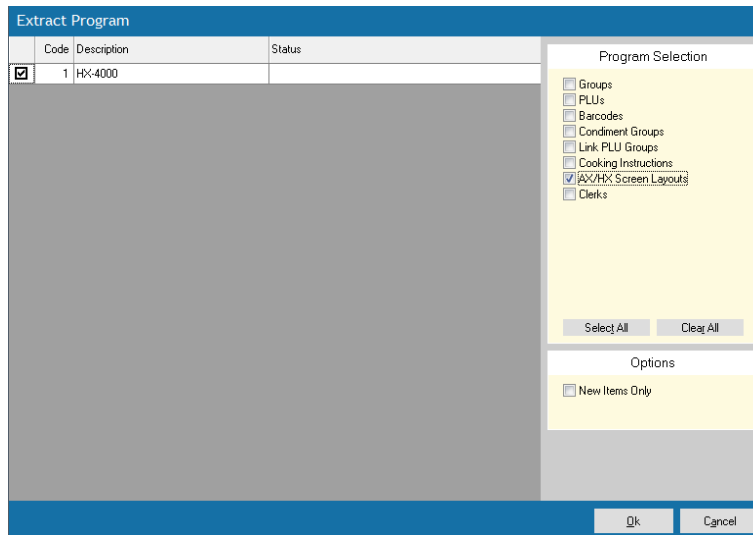 Extract Program
Code Description Status
1 HX-4000
Program Selection
Groups
PLUs
Barcodes
Condiment Groups
Link PLU Groups
Cooking Instructions
AX/HX Screen Layouts
Clerks
Select All Clear All
Options
New Items Only
Ok Cancel